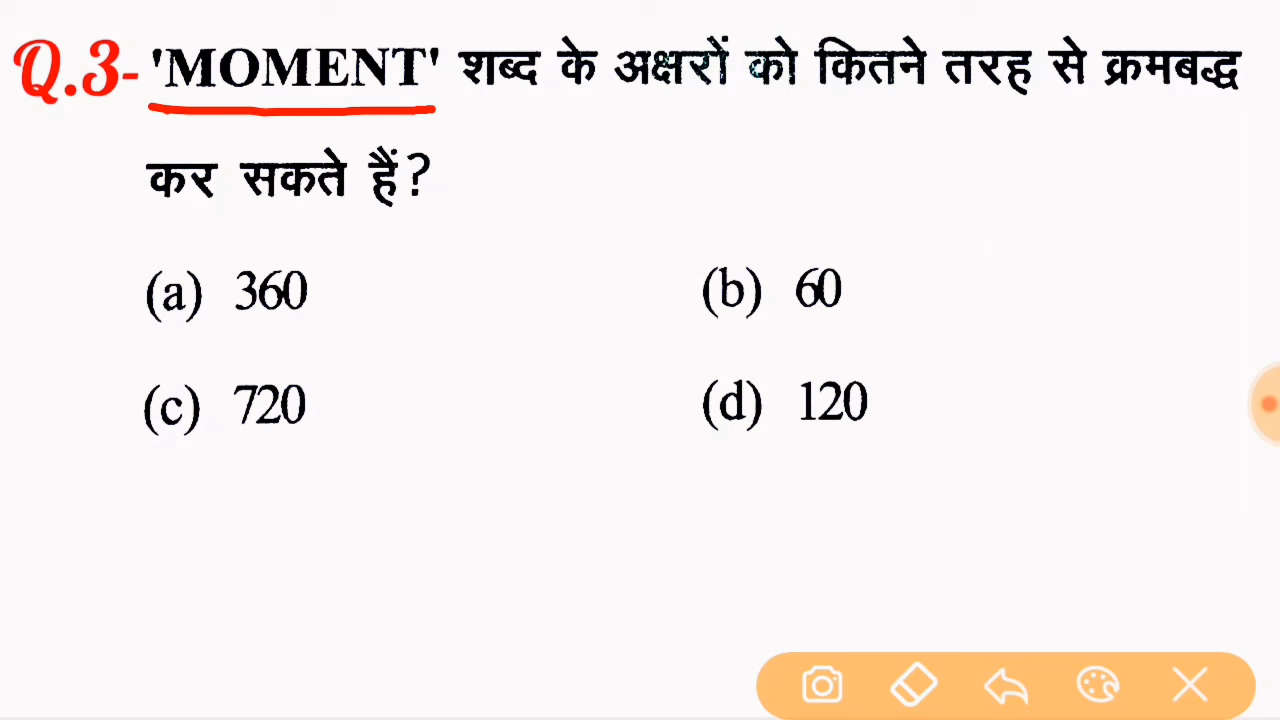 Q.3- 'MOMENT' शब्द के अक्षरों को कितने तरह से क्रमबद्ध
कर सकते हैं?
(a) 360 (b) 60
(c) 720 (d) 120